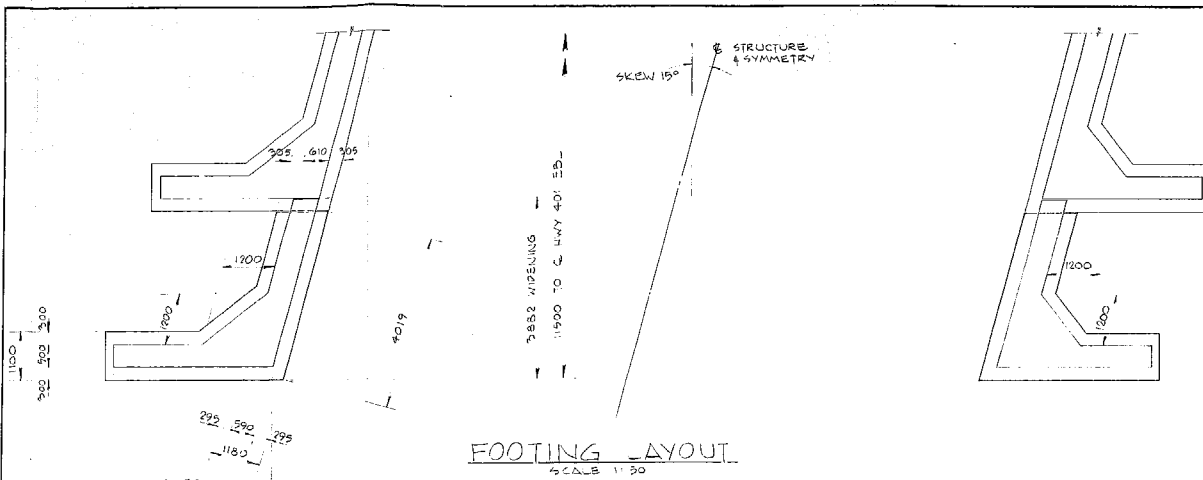 ℄ STRUCTURE
& SYMMETRY
SKEW 15°
305 610 305
3882 WIDENING
11500 TO ℄ HWY 401 EB
1200
1200
4019
300
500
300
1100
295 590 295
1180
1200
1200
FOOTING LAYOUT
SCALE 1:50